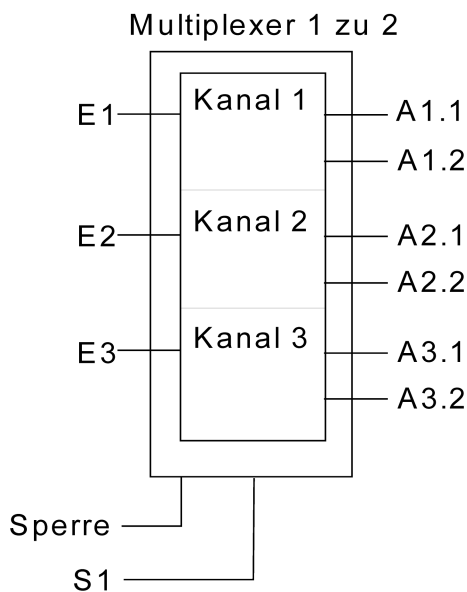 Multiplexer 1 zu 2
E1
Kanal 1
A1.1
A1.2
E2
Kanal 2
A2.1
A2.2
E3
Kanal 3
A3.1
A3.2
Sperre
S1